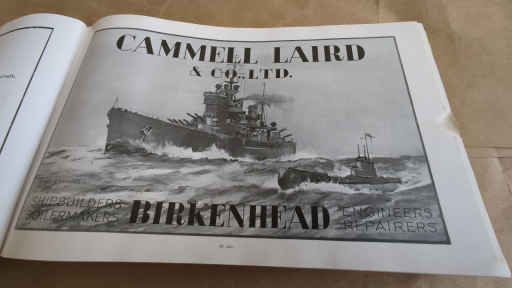 CAMMELL LAIRD
& CO., LTD.
SHIPBUILDERS
BOILERMAKERS
BIRKENHEAD
ENGINEERS
REPAIRERS